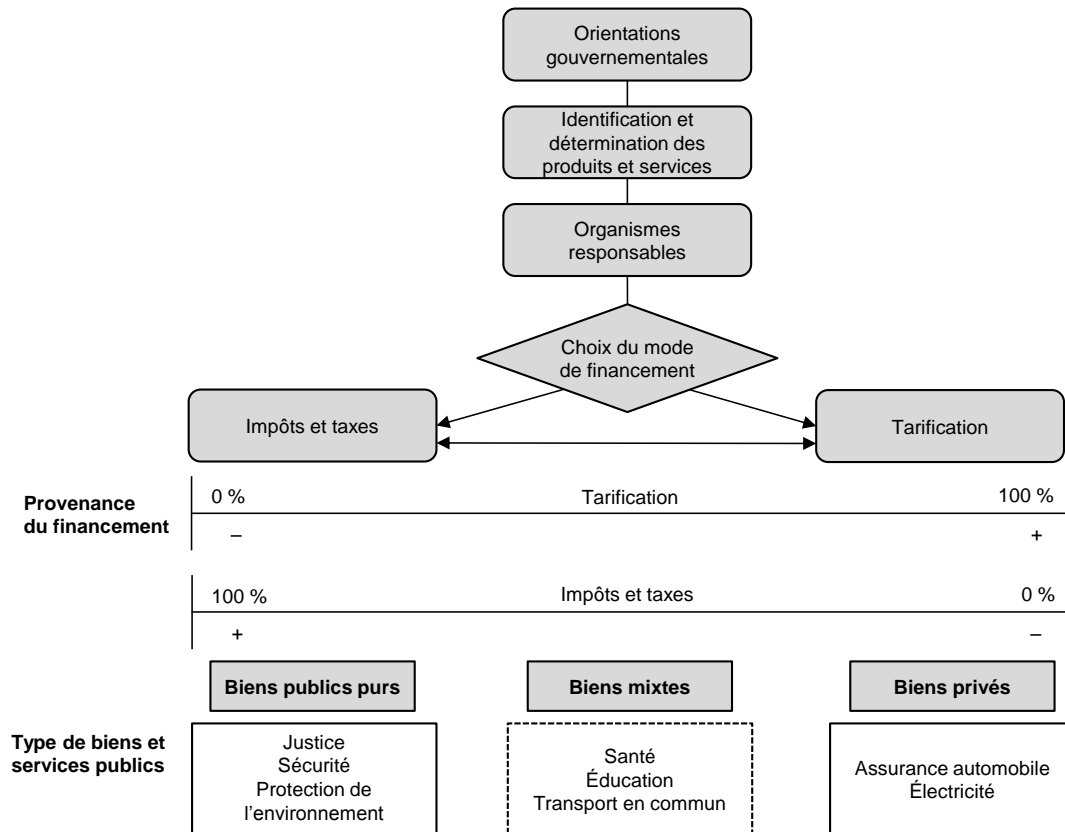 Orientations
gouvernementales
Identification et
détermination des
produits et services
Organismes
responsables
Choix du mode
de financement
Impôts et taxes
Tarification
Provenance
du financement
0 %
Tarification
100 %
–
+
100 %
Impôts et taxes
0 %
+
–
Biens publics purs
Biens mixtes
Biens privés
Type de biens et
services publics
Justice
Sécurité
Protection de
l’environnement
Santé
Éducation
Transport en commun
Assurance automobile
Électricité